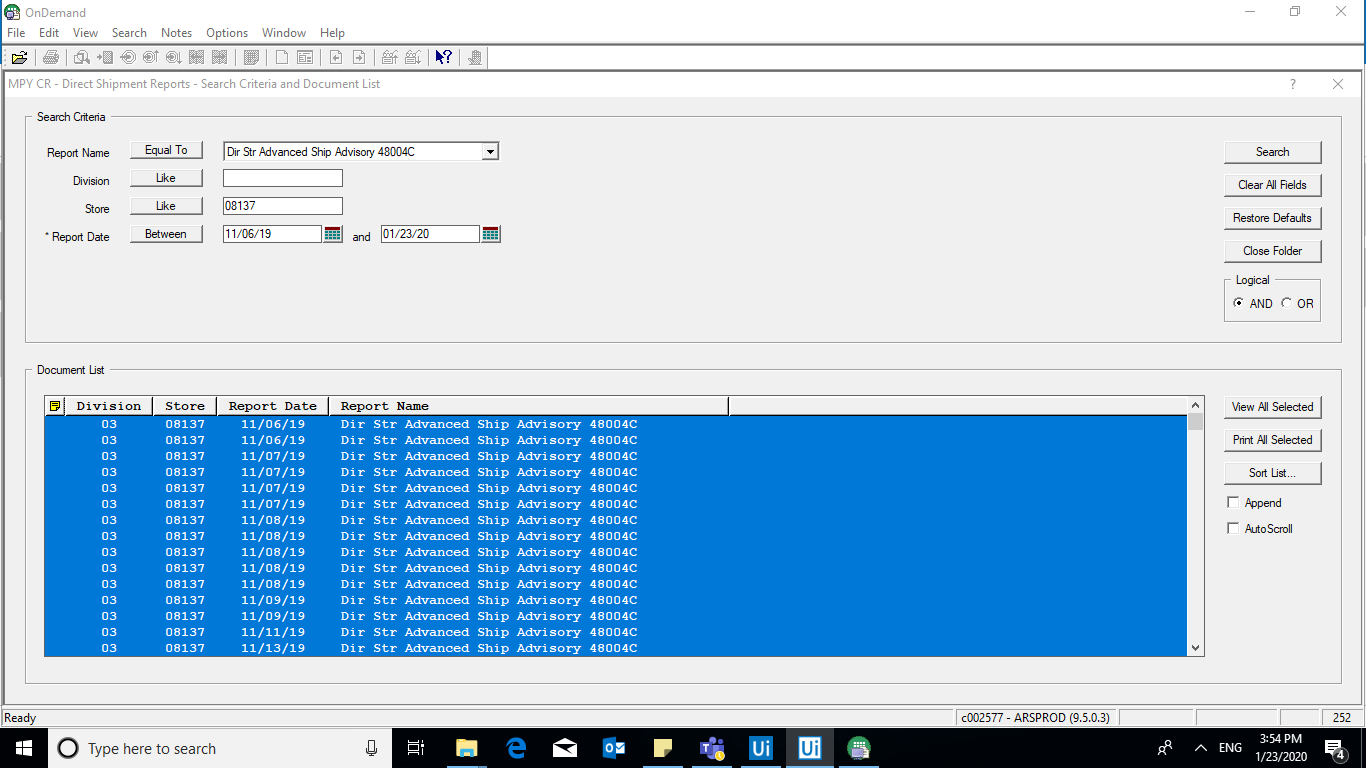 OnDemand
File Edit View Search Notes Options Window Help
MPY CR - Direct Shipment Reports - Search Criteria and Document List
Search Criteria
Report Name Equal To Dir Str Advanced Ship Advisory 48004C Search
Division Like Clear All Fields
Store Like 08137 Restore Defaults
* Report Date Between 11/06/19 and 01/23/20 Close Folder
Logical
AND OR
Document List
Division Store Report Date Report Name View All Selected
03 08137 11/06/19 Dir Str Advanced Ship Advisory 48004C
03 08137 11/06/19 Dir Str Advanced Ship Advisory 48004C Print All Selected
03 08137 11/07/19 Dir Str Advanced Ship Advisory 48004C
03 08137 11/07/19 Dir Str Advanced Ship Advisory 48004C Sort List...
03 08137 11/07/19 Dir Str Advanced Ship Advisory 48004C
03 08137 11/07/19 Dir Str Advanced Ship Advisory 48004C Append
03 08137 11/08/19 Dir Str Advanced Ship Advisory 48004C
03 08137 11/08/19 Dir Str Advanced Ship Advisory 48004C AutoScroll
03 08137 11/08/19 Dir Str Advanced Ship Advisory 48004C
03 08137 11/08/19 Dir Str Advanced Ship Advisory 48004C
03 08137 11/08/19 Dir Str Advanced Ship Advisory 48004C
03 08137 11/09/19 Dir Str Advanced Ship Advisory 48004C
03 08137 11/09/19 Dir Str Advanced Ship Advisory 48004C
03 08137 11/11/19 Dir Str Advanced Ship Advisory 48004C
03 08137 11/13/19 Dir Str Advanced Ship Advisory 48004C
Ready c002577 - ARSPROD (9.5.0.3) 252
Type here to search Ui Ui ENG 3:54 PM
1/23/2020 4